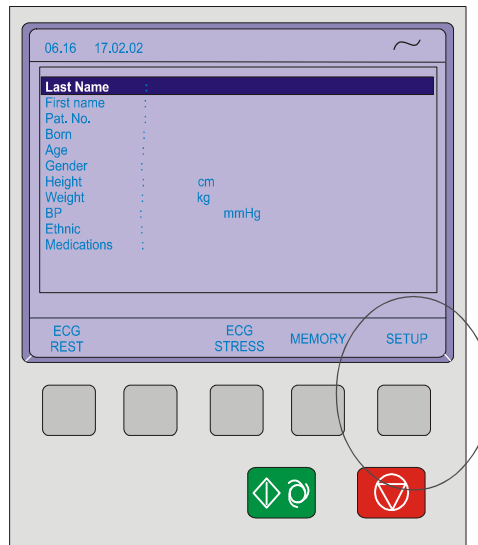 06.16 17.02.02
Last Name :
First name :
Pat. No. :
Born :
Age :
Gender :
Height : cm
Weight : kg
BP : mmHg
Ethnic :
Medications :
ECG REST
ECG STRESS
MEMORY
SETUP